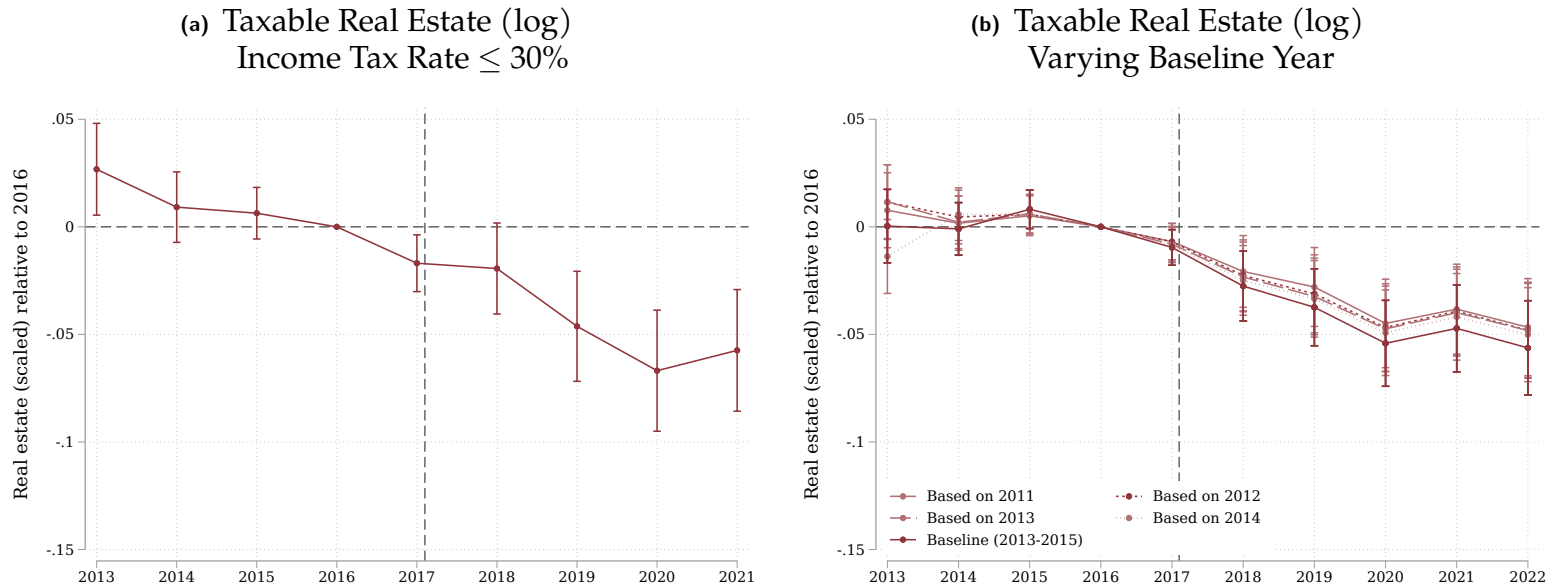 (a) Taxable Real Estate (log)
Income Tax Rate ≤ 30%
Real estate (scaled) relative to 2016
.05
0
-.05
-.1
-.15
2013 2014 2015 2016 2017 2018 2019 2020 2021
(b) Taxable Real Estate (log)
Varying Baseline Year
Real estate (scaled) relative to 2016
.05
0
-.05
-.1
-.15
Based on 2011 Based on 2012
Based on 2013 Based on 2014
Baseline (2013-2015)
2013 2014 2015 2016 2017 2018 2019 2020 2021 2022